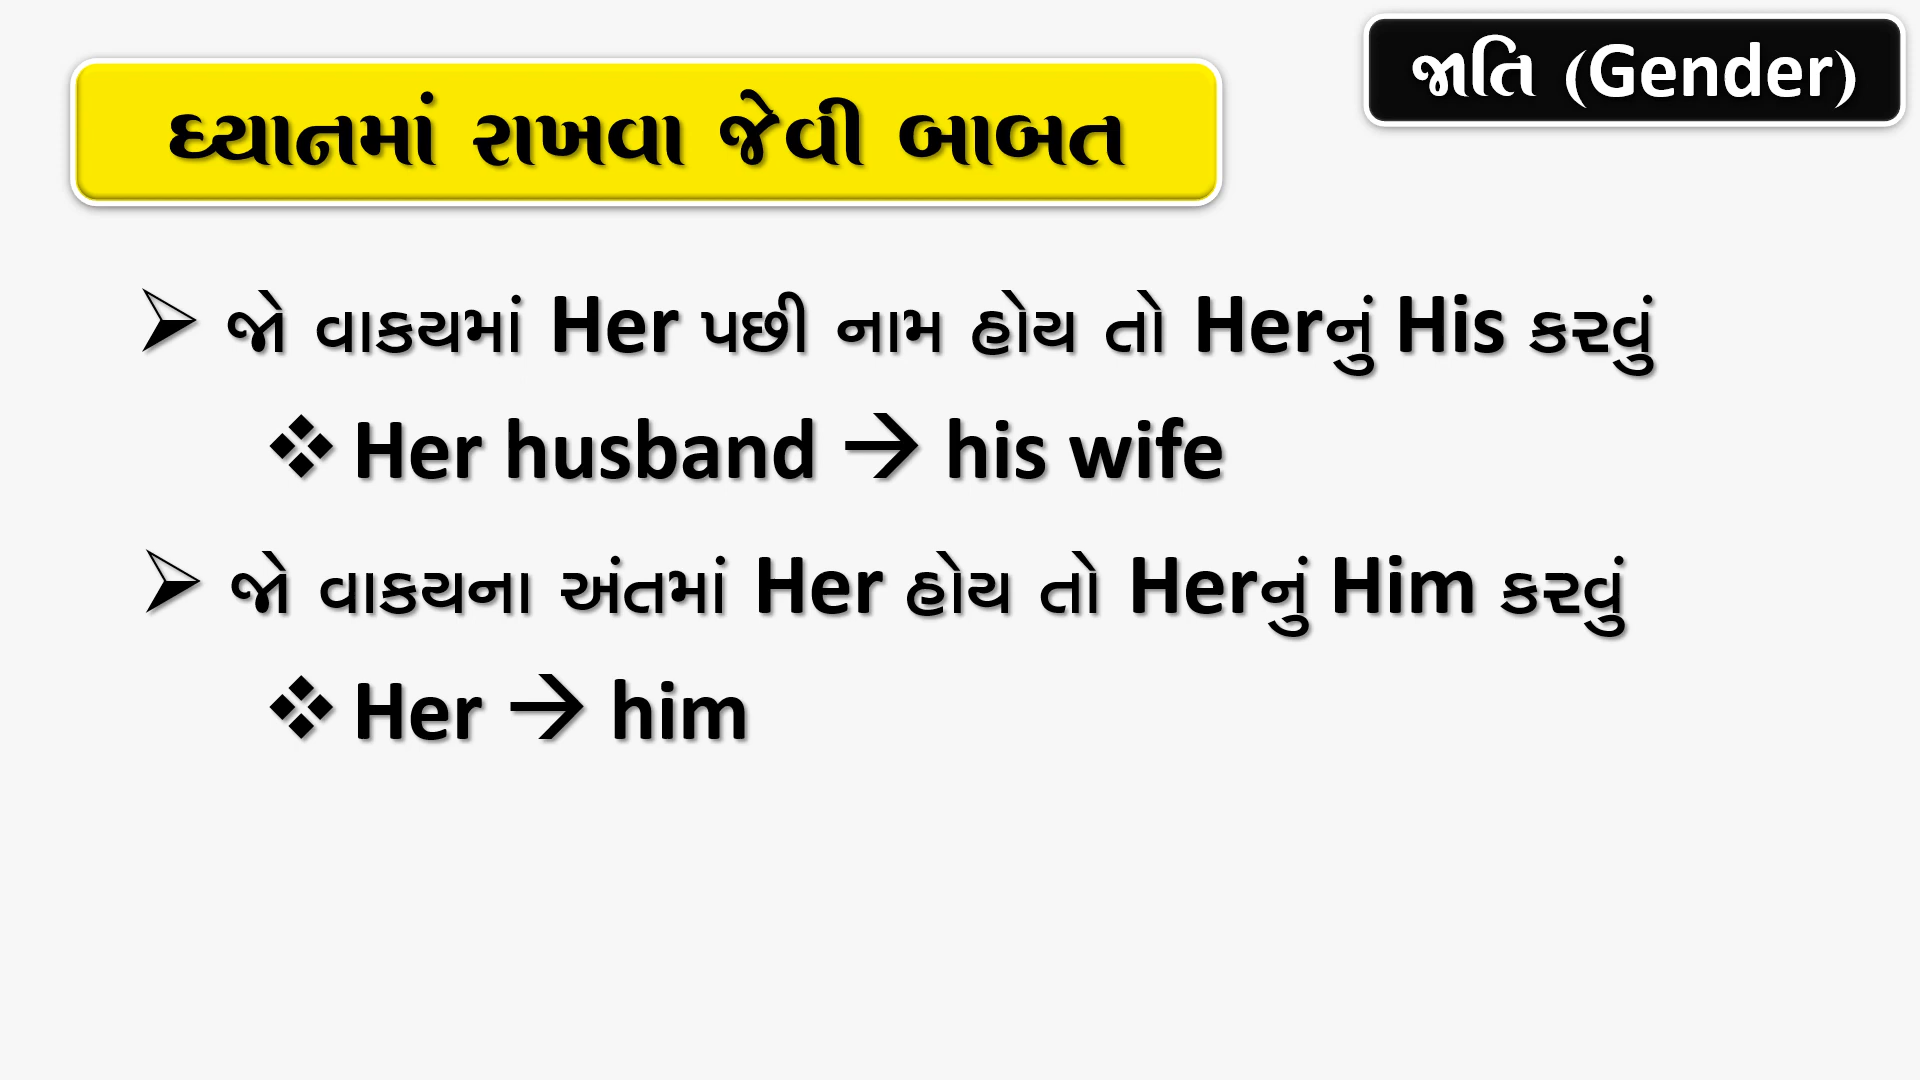 જાતિ (Gender)
ધ્યાનમાં રાખવા જેવી બાબત
➢ જો વાકયમાં Her પછી નામ હોય તો Herનું His કરવું
❖ Her husband → his wife
➢ જો વાકયના અંતમાં Her હોય તો Herનું Him કરવું
❖ Her → him